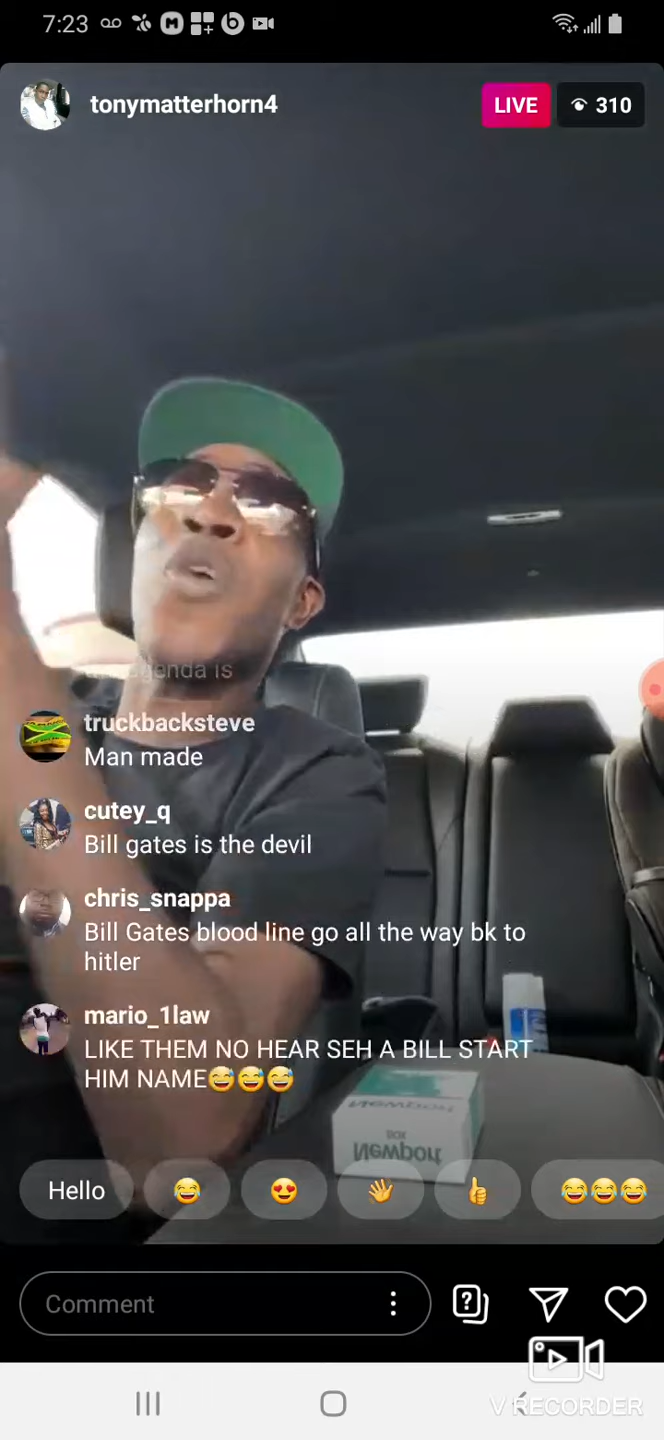 7:23
tonymatterhorn4
LIVE
310
agenda is
truckbacksteve
Man made
cutey_q
Bill gates is the devil
chris_snappa
Bill Gates blood line go all the way bk to
hitler
mario_1law
LIKE THEM NO HEAR SEH A BILL START
HIM NAME😅😅😅
Newport
BOX
Newport
Hello
😂
😍
👋
👍
😂😂😂
Comment
V RECORDER